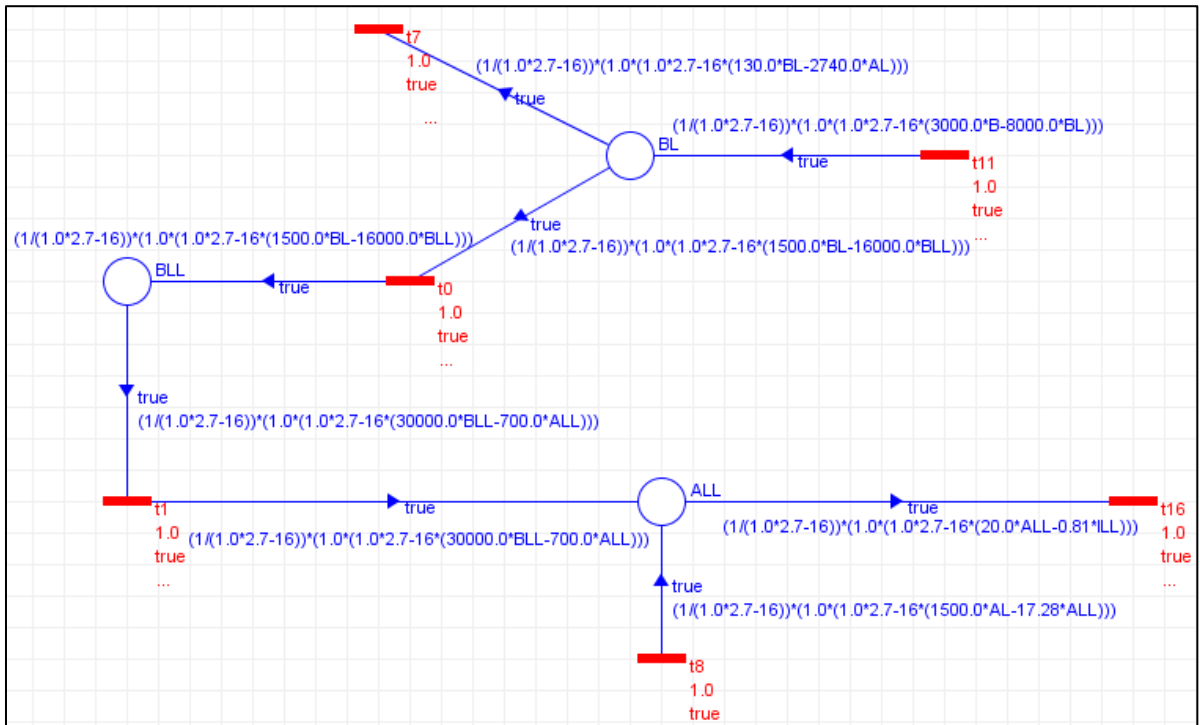 t7
1.0
true
...
(1/(1.0*2.7-16))*(1.0*(1.0*2.7-16*(130.0*BL-2740.0*AL)))
true
BL
(1/(1.0*2.7-16))*(1.0*(1.0*2.7-16*(3000.0*B-8000.0*BL)))
true
t11
1.0
true
...
true
(1/(1.0*2.7-16))*(1.0*(1.0*2.7-16*(1500.0*BL-16000.0*BLL)))
(1/(1.0*2.7-16))*(1.0*(1.0*2.7-16*(1500.0*BL-16000.0*BLL)))
BLL
true
t0
1.0
true
...
true
(1/(1.0*2.7-16))*(1.0*(1.0*2.7-16*(30000.0*BLL-700.0*ALL)))
t1
1.0
true
...
true
(1/(1.0*2.7-16))*(1.0*(1.0*2.7-16*(30000.0*BLL-700.0*ALL)))
ALL
true
(1/(1.0*2.7-16))*(1.0*(1.0*2.7-16*(20.0*ALL-0.81*ILL)))
t16
1.0
true
...
true
(1/(1.0*2.7-16))*(1.0*(1.0*2.7-16*(1500.0*AL-17.28*ALL)))
t8
1.0
true